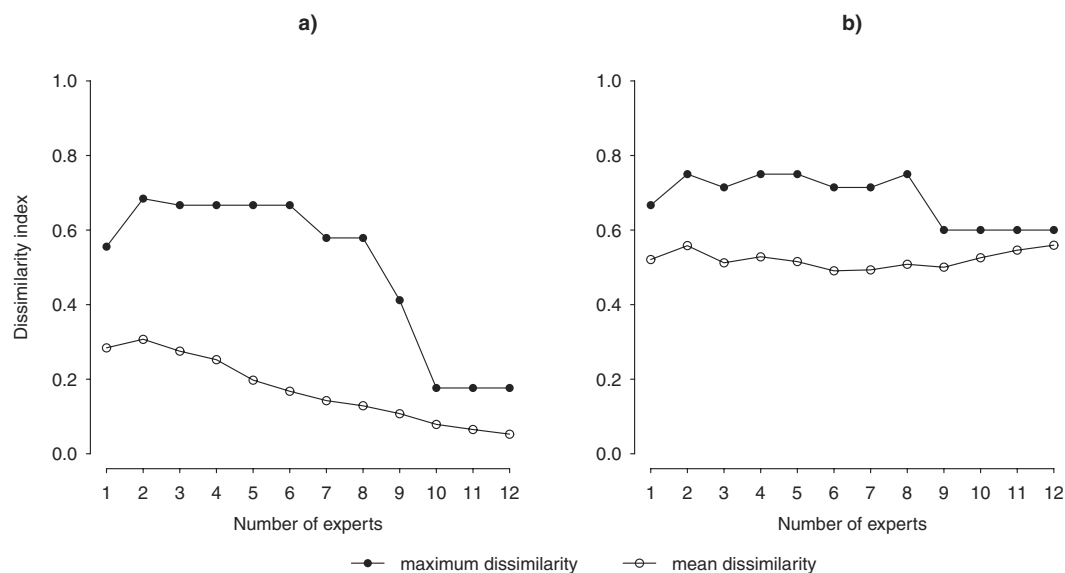 a)
1.0
0.8
0.6
0.4
0.2
0.0
Dissimilarity index
1 2 3 4 5 6 7 8 9 10 11 12
Number of experts
b)
1.0
0.8
0.6
0.4
0.2
0.0
1 2 3 4 5 6 7 8 9 10 11 12
Number of experts
maximum dissimilarity mean dissimilarity